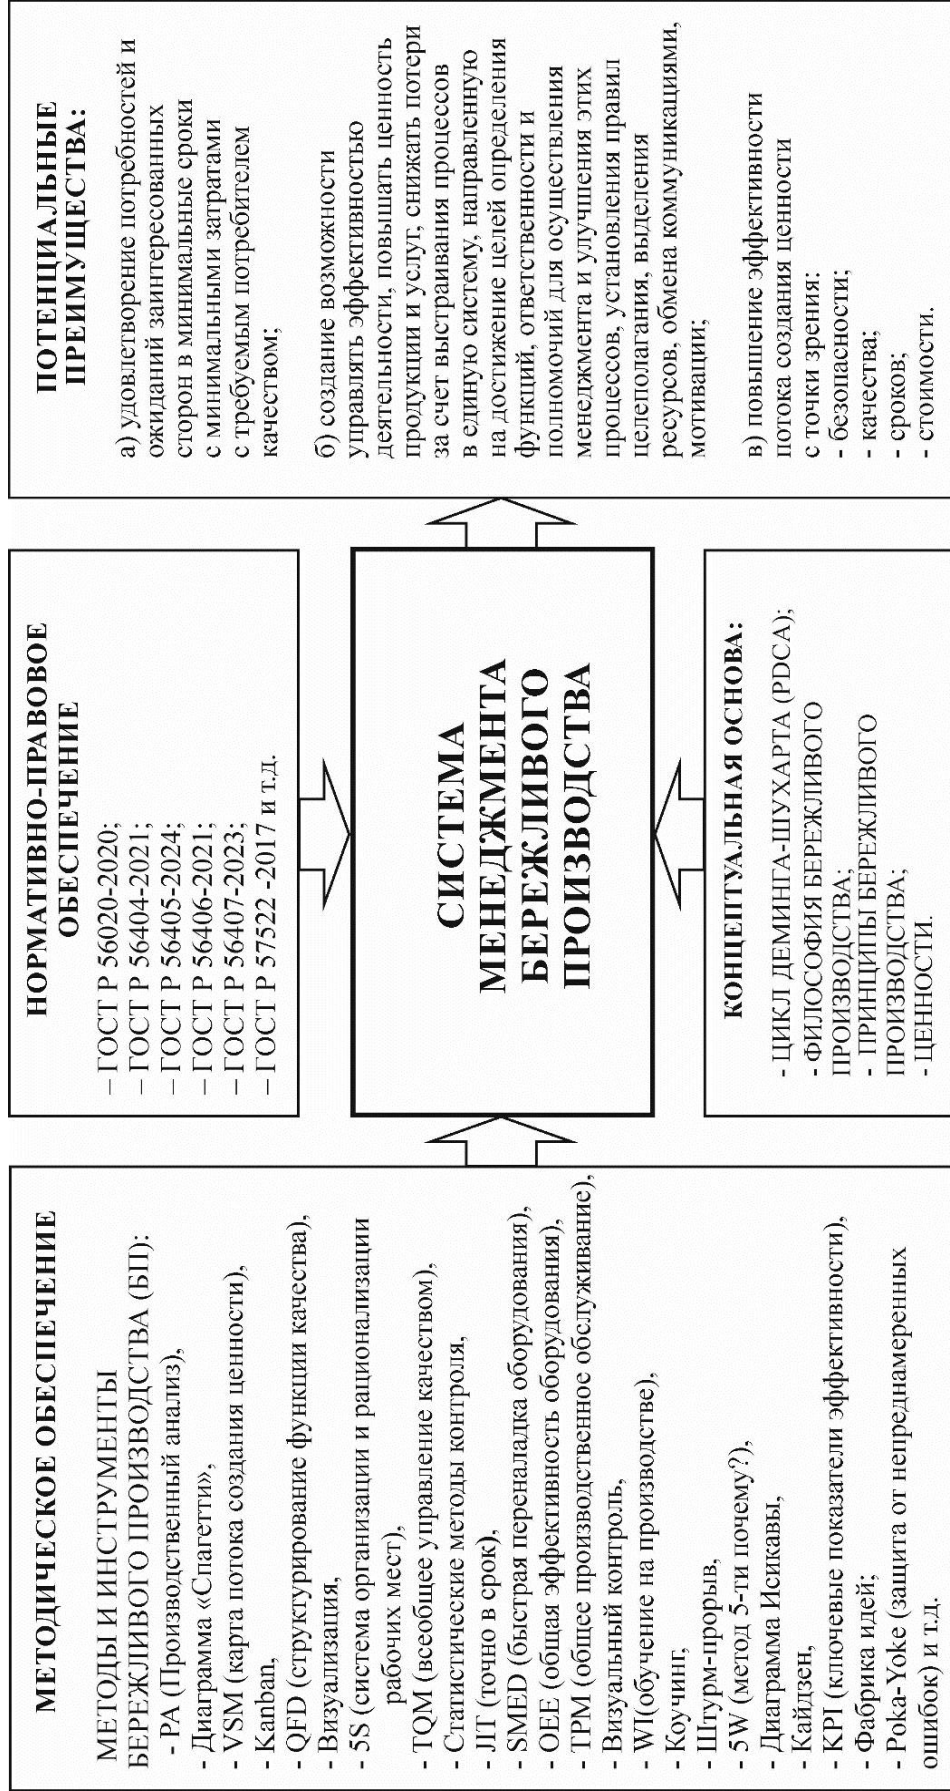 МЕТОДИЧЕСКОЕ ОБЕСПЕЧЕНИЕ
МЕТОДЫ И ИНСТРУМЕНТЫ
БЕРЕЖЛИВОГО ПРОИЗВОДСТВА (БП):
- PA (Производственный анализ),
- Диаграмма «Спагетти»,
- VSM (карта потока создания ценности),
- Kanban,
- QFD (структурирование функции качества),
- Визуализация,
- 5S (система организации и рационализации
рабочих мест),
- TQM (всеобщее управление качеством),
- Статистические методы контроля,
- JIT (точно в срок),
- SMED (быстрая переналадка оборудования),
- OEE (общая эффективность оборудования),
- TPM (общее производственное обслуживание),
- Визуальный контроль,
- WI(обучение на производстве),
- Коучинг,
- Штурм-прорыв,
- 5W (метод 5-ти почему?),
- Диаграмма Исикавы,
- Кайдзен,
- KPI (ключевые показатели эффективности),
- Фабрика идей;
- Poka-Yoke (защита от непреднамеренных
ошибок) и т.д.
НОРМАТИВНО-ПРАВОВОЕ
ОБЕСПЕЧЕНИЕ
– ГОСТ Р 56020-2020;
– ГОСТ Р 56404-2021;
– ГОСТ Р 56405-2024;
– ГОСТ Р 56406-2021;
– ГОСТ Р 56407-2023;
– ГОСТ Р 57522 -2017 и т.д.
СИСТЕМА
МЕНЕДЖМЕНТА
БЕРЕЖЛИВОГО
ПРОИЗВОДСТВА
КОНЦЕПТУАЛЬНАЯ ОСНОВА:
- ЦИКЛ ДЕМИНГА-ШУХАРТА (PDCA);
- ФИЛОСОФИЯ БЕРЕЖЛИВОГО
ПРОИЗВОДСТВА;
- ПРИНЦИПЫ БЕРЕЖЛИВОГО
ПРОИЗВОДСТВА;
- ЦЕННОСТИ.
ПОТЕНЦИАЛЬНЫЕ
ПРЕИМУЩЕСТВА:
а) удовлетворение потребностей и
ожиданий заинтересованных
сторон в минимальные сроки
с минимальными затратами
с требуемым потребителем
качеством;
б) создание возможности
управлять эффективностью
деятельности, повышать ценность
продукции и услуг, снижать потери
за счет выстраивания процессов
в единую систему, направленную
на достижение целей определения
функций, ответственности и
полномочий для осуществления
менеджмента и улучшения этих
процессов, установления правил
целеполагания, выделения
ресурсов, обмена коммуникациями,
мотивации;
в) повышение эффективности
потока создания ценности
с точки зрения:
- безопасности;
- качества;
- сроков;
- стоимости.